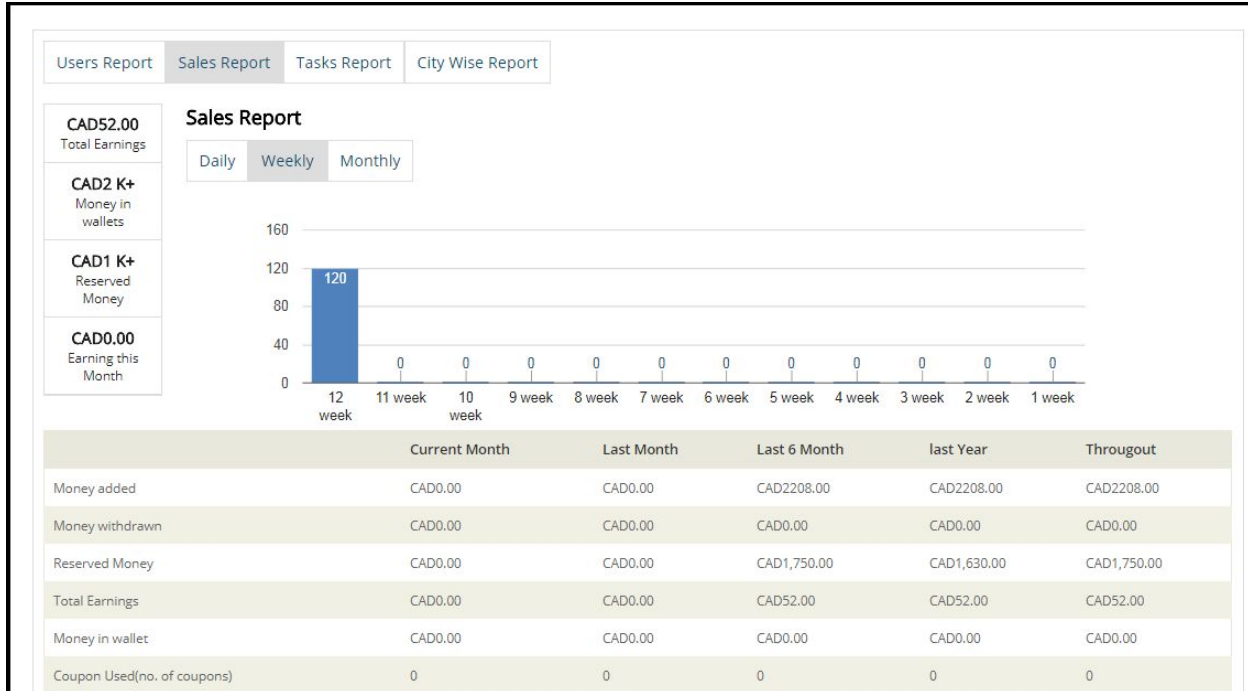 Users Report Sales Report Tasks Report City Wise Report
CAD52.00
Total Earnings
CAD2 K+
Money in
wallets
CAD1 K+
Reserved
Money
CAD0.00
Earning this
Month
Sales Report
Daily Weekly Monthly
160
120
80
40
0
120 0 0 0 0 0 0 0 0 0 0 0
12 week 11 week 10 week 9 week 8 week 7 week 6 week 5 week 4 week 3 week 2 week 1 week
Current Month Last Month Last 6 Month last Year Througout
Money added CAD0.00 CAD0.00 CAD2208.00 CAD2208.00 CAD2208.00
Money withdrawn CAD0.00 CAD0.00 CAD0.00 CAD0.00 CAD0.00
Reserved Money CAD0.00 CAD0.00 CAD1,750.00 CAD1,630.00 CAD1,750.00
Total Earnings CAD0.00 CAD0.00 CAD52.00 CAD52.00 CAD52.00
Money in wallet CAD0.00 CAD0.00 CAD0.00 CAD0.00 CAD0.00
Coupon Used(no. of coupons) 0 0 0 0 0